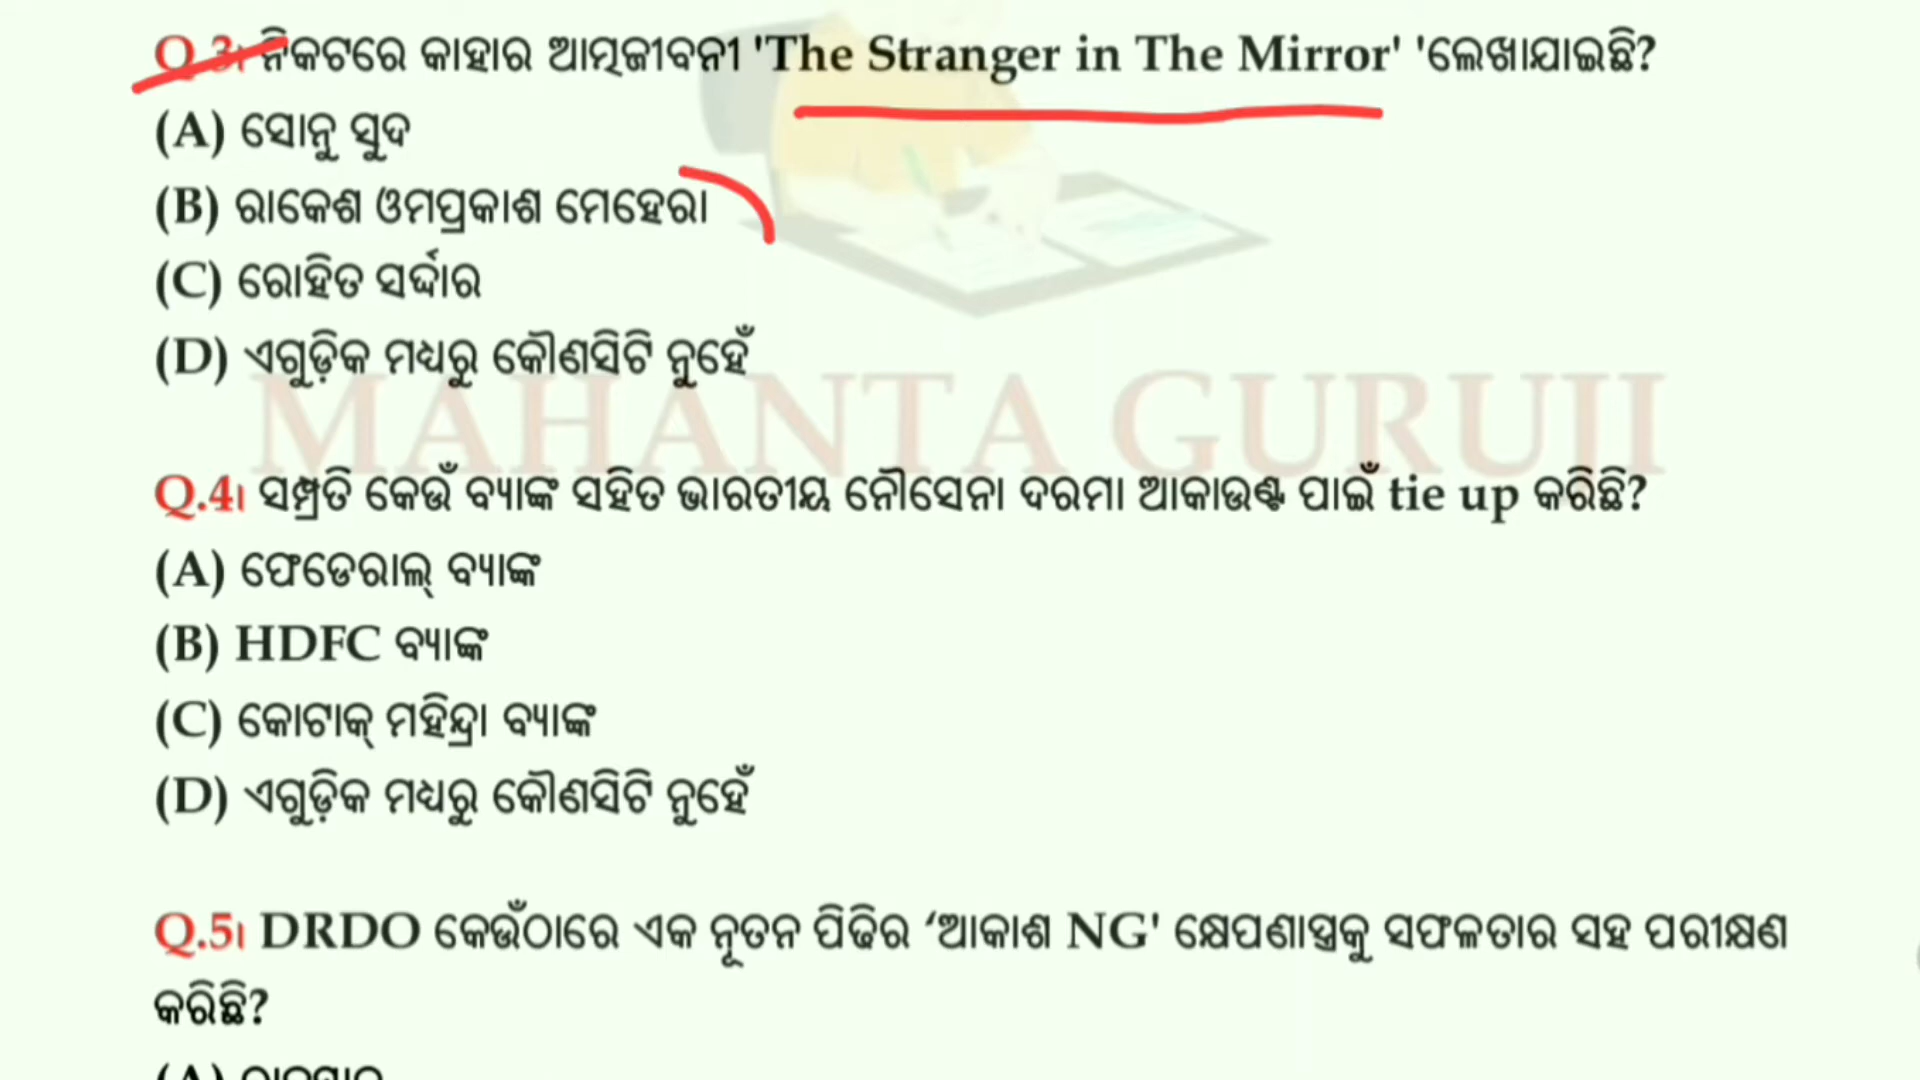 Q.3। ନିକଟରେ କାହାର ଆତ୍ମଜୀବନୀ 'The Stranger in The Mirror' 'ଲେଖାଯାଇଛି?
(A) ସୋନୁ ସୁଦ
(B) ରାକେଶ ଓମପ୍ରକାଶ ମେହେରା
(C) ରୋହିତ ସର୍ଦ୍ଦାର
(D) ଏଗୁଡ଼ିକ ମଧ୍ୟରୁ କୌଣସିଟି ନୁହେଁ
MAHANTA GURUJI
Q.4। ସମ୍ପ୍ରତି କେଉଁ ବ୍ୟାଙ୍କ ସହିତ ଭାରତୀୟ ନୌସେନା ଦରମା ଆକାଉଣ୍ଟ ପାଇଁ tie up କରିଛି?
(A) ଫେଡେରାଲ୍ ବ୍ୟାଙ୍କ
(B) HDFC ବ୍ୟାଙ୍କ
(C) କୋଟାକ୍ ମହିନ୍ଦ୍ରା ବ୍ୟାଙ୍କ
(D) ଏଗୁଡ଼ିକ ମଧ୍ୟରୁ କୌଣସିଟି ନୁହେଁ
Q.5। DRDO କେଉଁଠାରେ ଏକ ନୂତନ ପିଢିର ‘ଆକାଶ NG' କ୍ଷେପଣାସ୍ତ୍ରକୁ ସଫଳତାର ସହ ପରୀକ୍ଷଣ
କରିଛି?
(A)